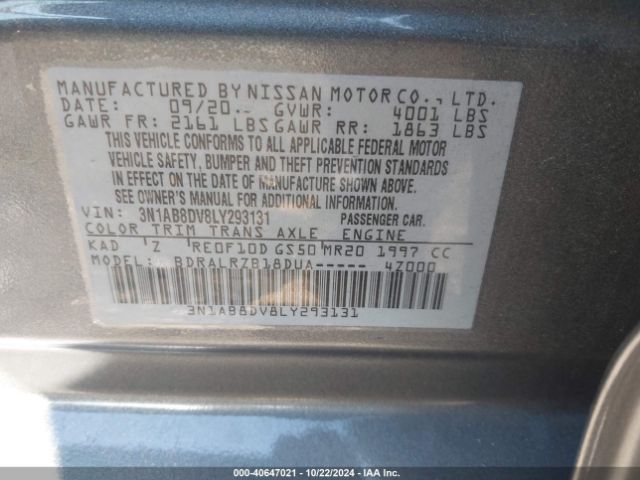 MANUFACTURED BY NISSAN MOTOR CO., LTD.
DATE: 09/20 GVWR: 4001 LBS
GAWR FR: 2161 LBS GAWR RR: 1863 LBS
THIS VEHICLE CONFORMS TO ALL APPLICABLE FEDERAL MOTOR
VEHICLE SAFETY, BUMPER AND THEFT PREVENTION STANDARDS
IN EFFECT ON THE DATE OF MANUFACTURE SHOWN ABOVE.
SEE OWNER'S MANUAL FOR ADDITIONAL INFORMATION.
VIN: 3N1AB8DV8LY293131 PASSENGER CAR.
COLOR TRIM TRANS AXLE ENGINE
KAD Z RE0F10D GS50 MR20 1997 CC
MODEL: BDRALRZB18DUA----- 4Z000
3N1AB8DV8LY293131
000-40647021 - 10/22/2024 - IAA Inc.